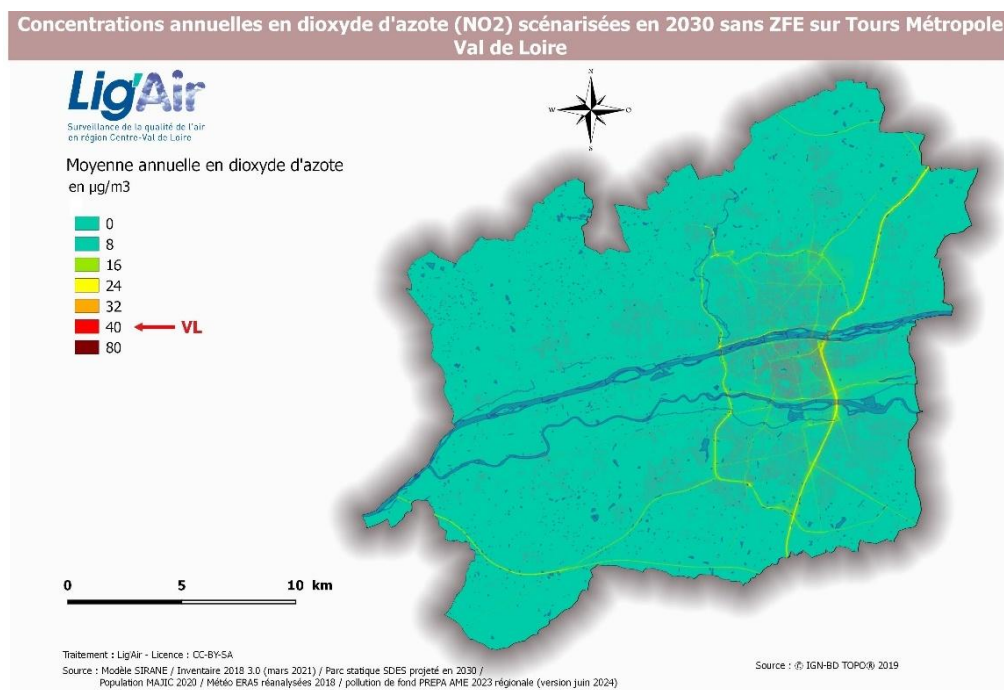 Concentrations annuelles en dioxyde d'azote (NO2) scénarisées en 2030 sans ZFE sur Tours Métropole
Val de Loire
Lig'Air
Surveillance de la qualité de l'air
en région Centre-Val de Loire
N
W
O
S
Moyenne annuelle en dioxyde d'azote
en µg/m3
0
8
16
24
32
40 VL
80
0 5 10 km
Traitement : Lig'Air - Licence : CC-BY-SA
Source : Modèle SIRANE / Inventaire 2018 3.0 (mars 2021) / Parc statique SDES projeté en 2030 /
Population MAJIC 2020 / Météo ERA5 réanalysées 2018 / pollution de fond PREPA AME 2023 régionale (version juin 2024)
Source : © IGN-BD TOPO® 2019